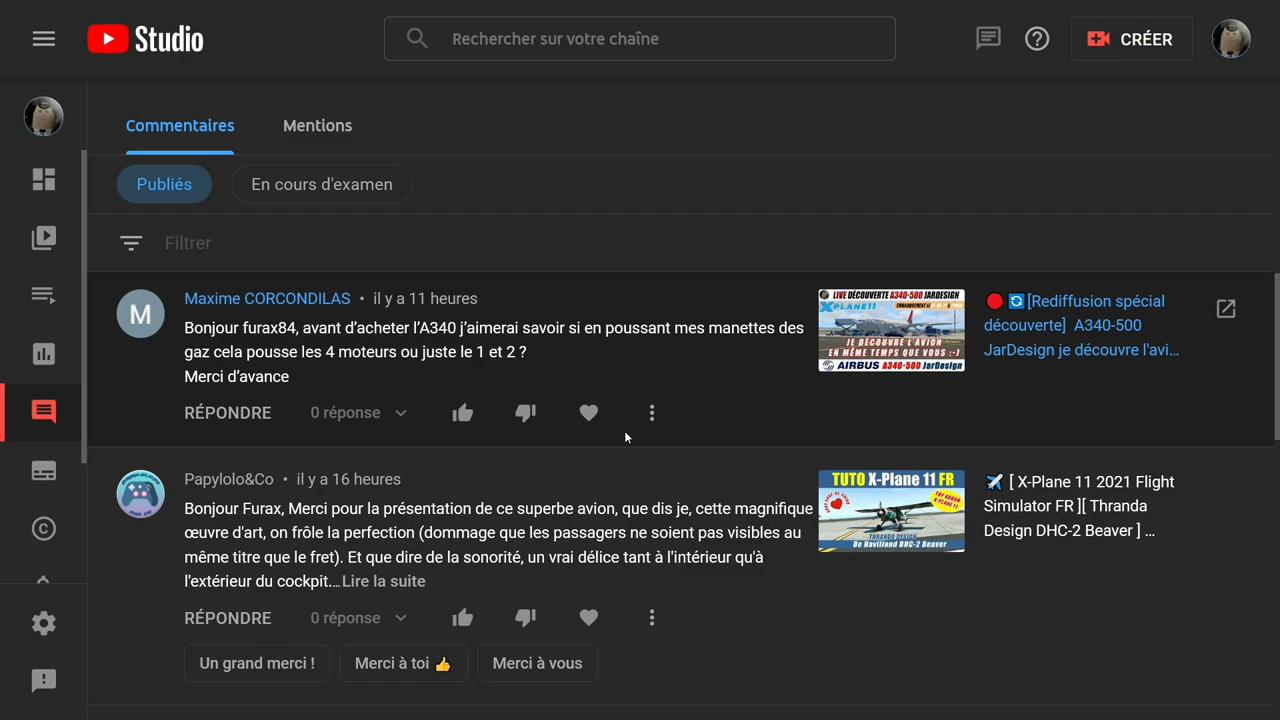 Studio
Rechercher sur votre chaîne
CRÉER
Commentaires
Mentions
Publiés
En cours d'examen
Filtrer
M
Maxime CORCONDILAS • il y a 11 heures
Bonjour furax84, avant d’acheter l’A340 j’aimerai savoir si en poussant mes manettes des
gaz cela pousse les 4 moteurs ou juste le 1 et 2 ?
Merci d’avance
RÉPONDRE
0 réponse
LIVE DÉCOUVERTE A340-500 JARDESIGN
X-PLANE11
JE DÉCOUVRE L'AVION
EN MÊME TEMPS QUE VOUS :-)
AIRBUS A340-500 JarDesign
🔴🔄[Rediffusion spécial
découverte] A340-500
JarDesign je découvre l'avi...
Papylolo&Co • il y a 16 heures
Bonjour Furax, Merci pour la présentation de ce superbe avion, que dis je, cette magnifique
œuvre d'art, on frôle la perfection (dommage que les passagers ne soient pas visibles au
même titre que le fret). Et que dire de la sonorité, un vrai délice tant à l'intérieur qu'à
l'extérieur du cockpit... Lire la suite
RÉPONDRE
0 réponse
Un grand merci !
Merci à toi 👍
Merci à vous
TUTO X-Plane 11 FR
TOP ADDON
X-PLANE 11
THRANDA DESIGN
De Havilland DHC-2 Beaver
✈️ [ X-Plane 11 2021 Flight
Simulator FR ][ Thranda
Design DHC-2 Beaver ] ...